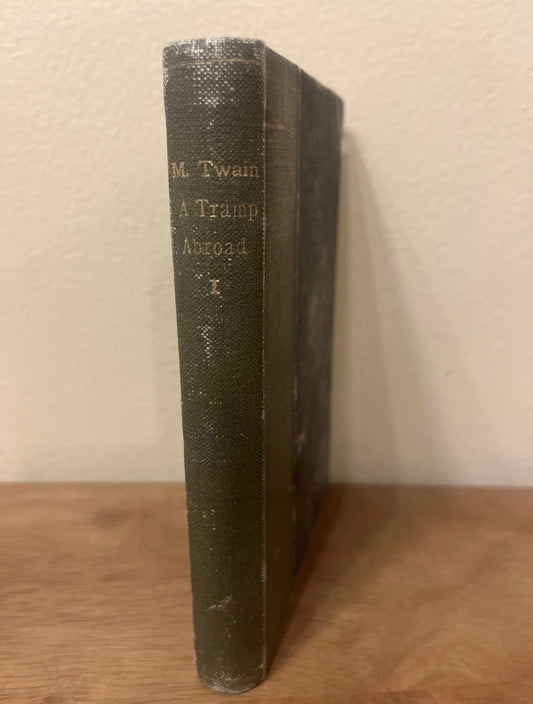 M. Twain
A Tramp
Abroad
I